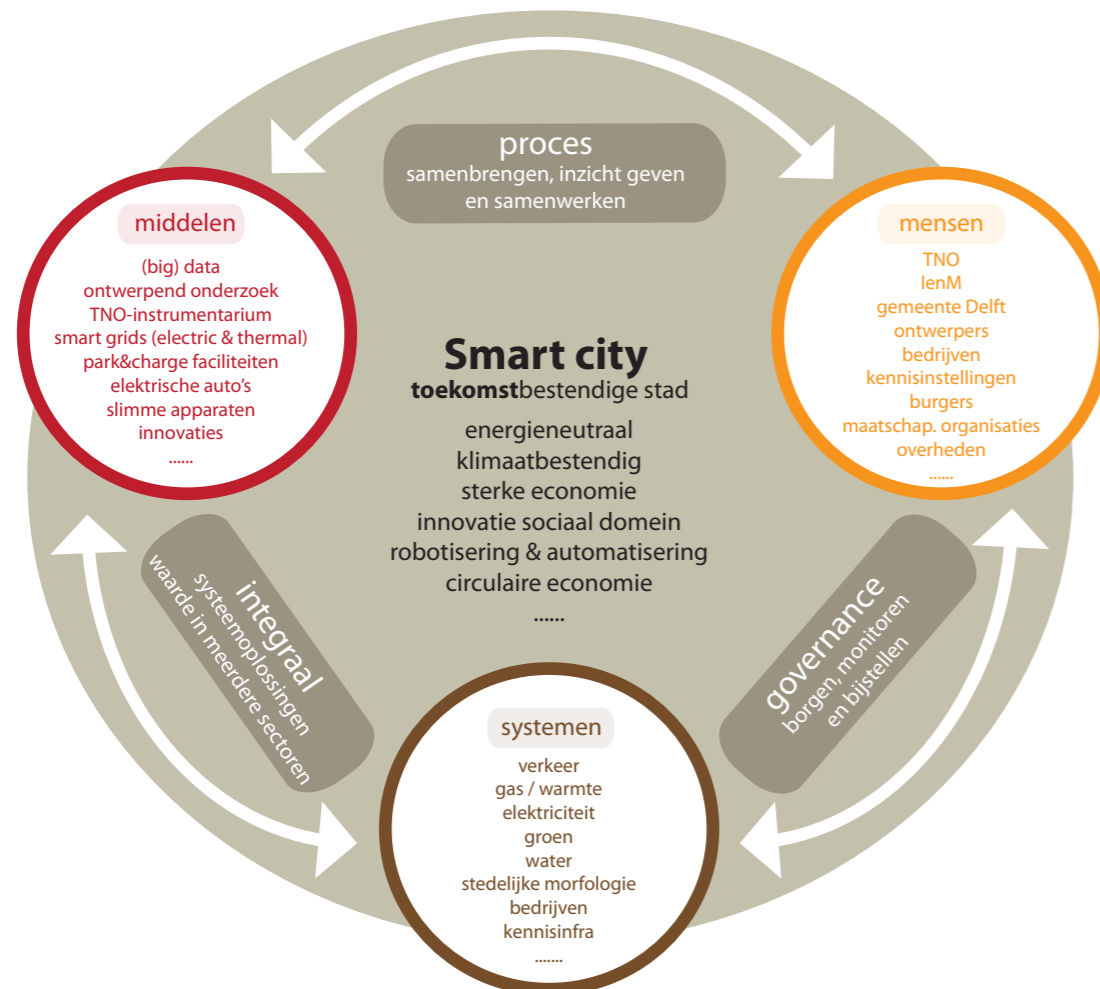 proces
samenbrengen, inzicht geven
en samenwerken
middelen
(big) data
ontwerpend onderzoek
TNO-instrumentarium
smart grids (electric & thermal)
park&charge faciliteiten
elektrische auto's
slimme apparaten
innovaties
......
mensen
TNO
IenM
gemeente Delft
ontwerpers
bedrijven
kennisinstellingen
burgers
maatschap. organisaties
overheden
......
Smart city
toekomstbestendige stad
energieneutraal
klimaatbestendig
sterke economie
innovatie sociaal domein
robotisering & automatisering
circulaire economie
......
integraal
systeemoplossingen
waarde in meerdere sectoren
governance
borgen, monitoren
en bijstellen
systemen
verkeer
gas / warmte
elektriciteit
groen
water
stedelijke morfologie
bedrijven
kennisinfra
.......